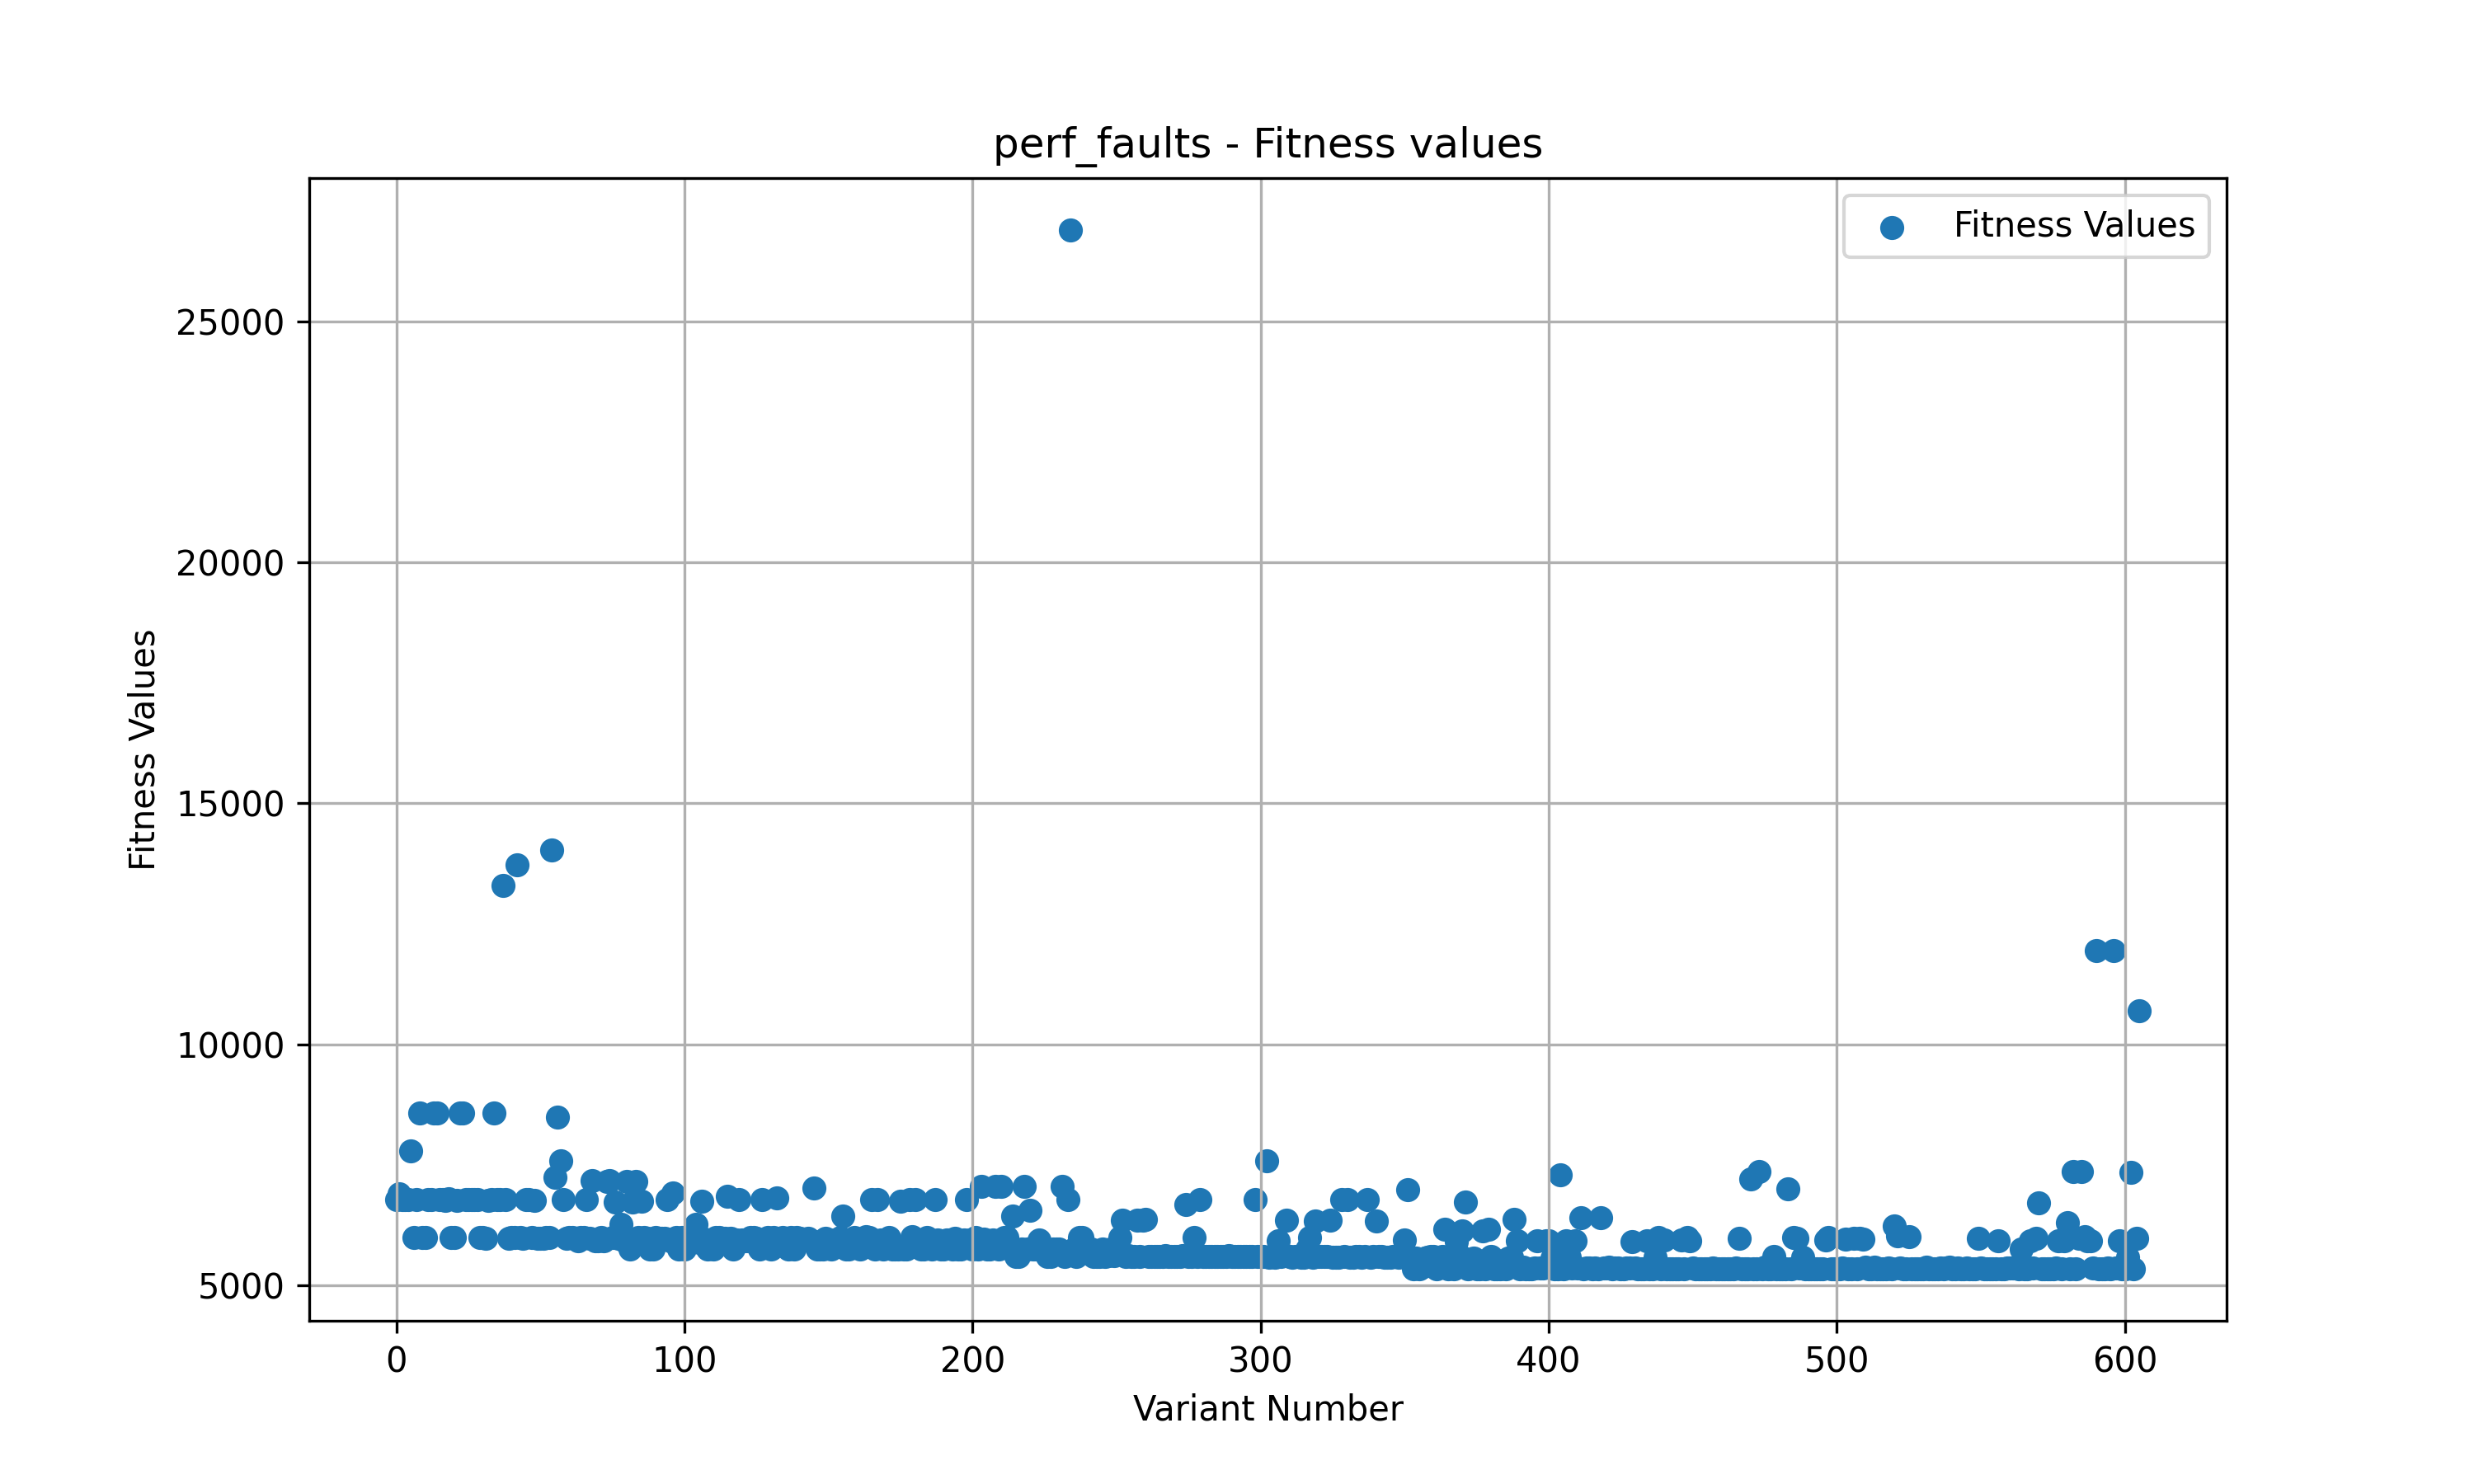 perf_faults - Fitness values
Fitness Values
25000
20000
15000
10000
5000
Fitness Values
0 100 200 300 400 500 600
Variant Number